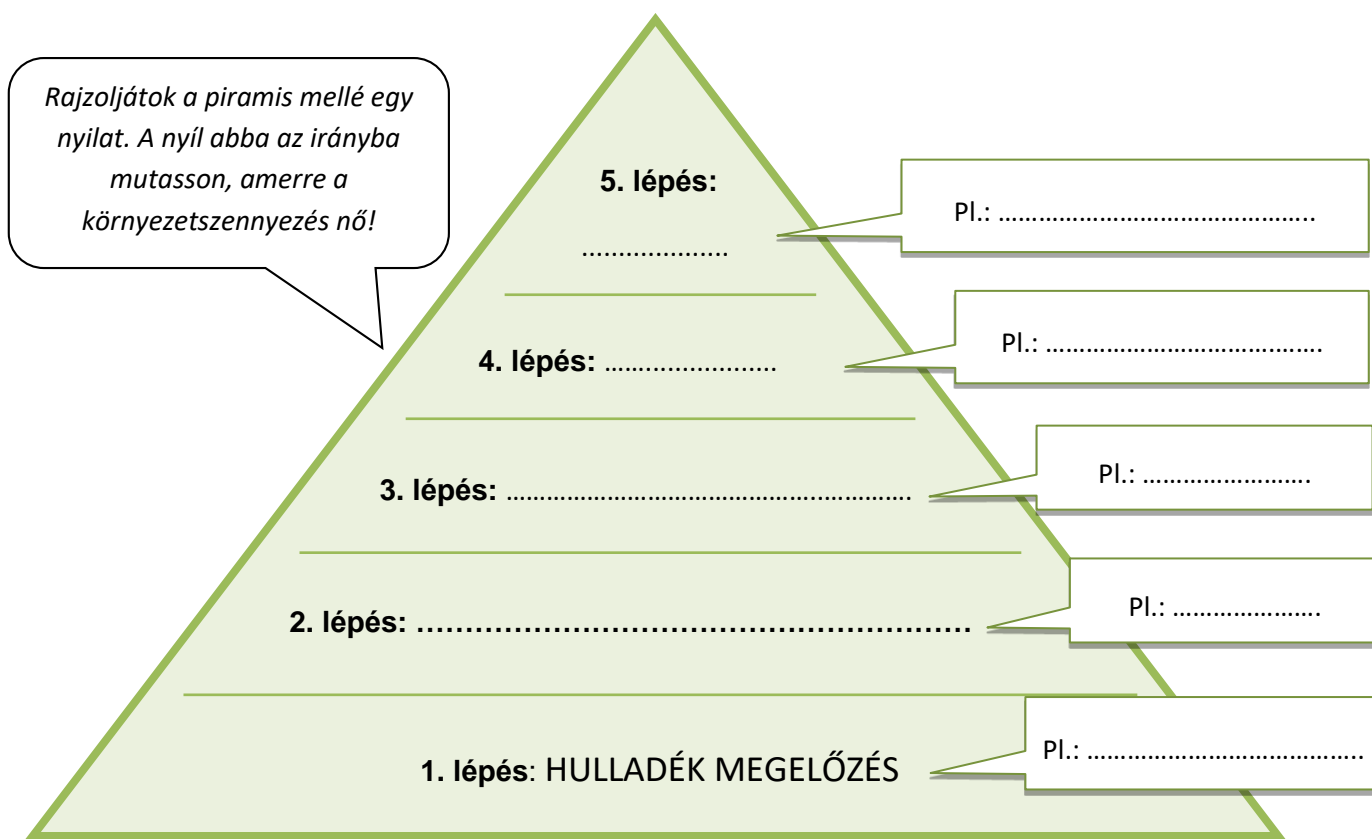 Rajzoljátok a piramis mellé egy
nyilat. A nyíl abba az irányba
mutasson, amerre a
környezetszennyezés nő!
5. lépés:
....................
Pl.: ...............................................
4. lépés: ........................
Pl.: .........................................
3. lépés: ............................................................
Pl.: .........................
2. lépés: ........................................................
Pl.: ......................
1. lépés: HULLADÉK MEGELŐZÉS
Pl.: .........................................